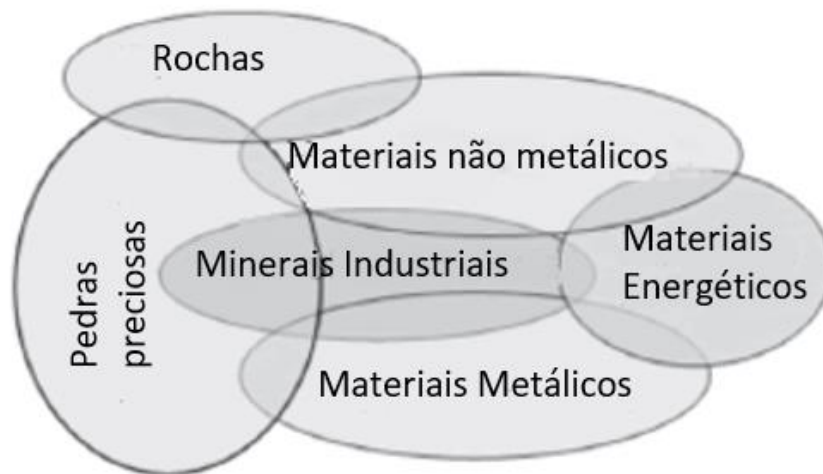 Rochas
Materiais não metálicos
Pedras
preciosas
Minerais Industriais
Materiais
Energéticos
Materiais Metálicos